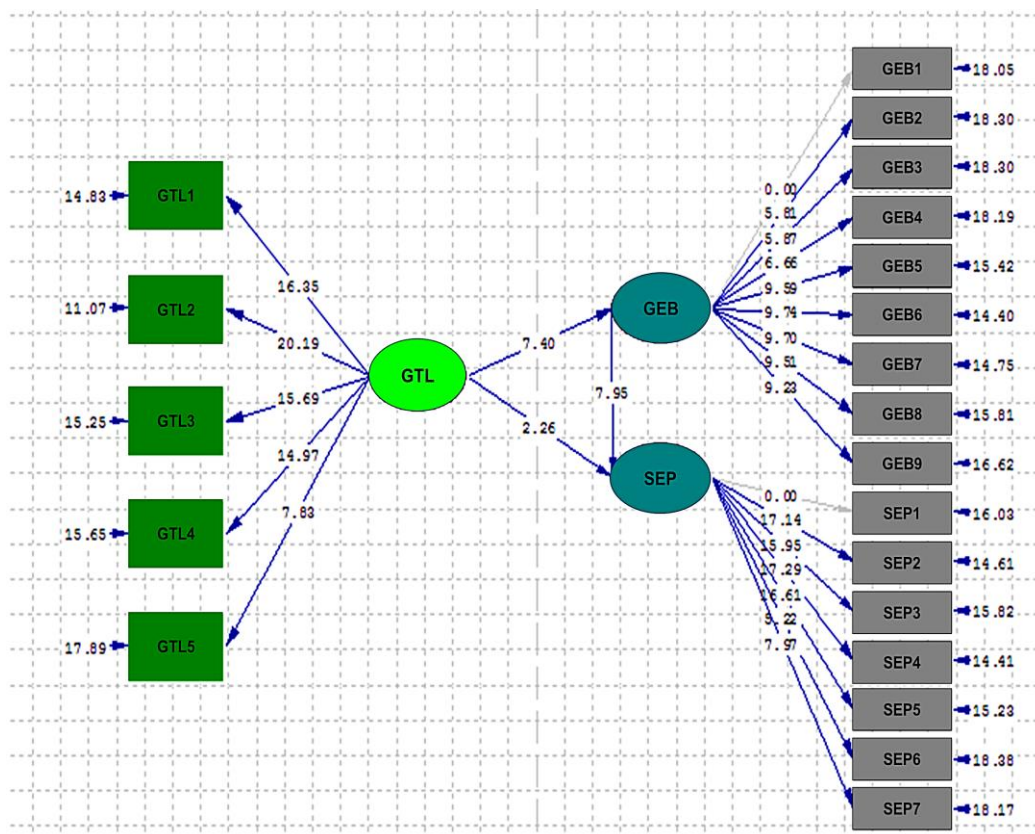 14.83 GTL1
11.07 GTL2
15.25 GTL3
15.65 GTL4
17.89 GTL5
16.35
20.19
15.69
14.97
7.83
GTL
7.40
2.26
GEB
7.95
SEP
0.00
5.81
5.87
6.66
9.59
9.74
9.70
9.51
9.23
0.00
17.14
15.95
17.29
16.61
7.97
GEB1 18.05
GEB2 18.30
GEB3 18.30
GEB4 18.19
GEB5 15.42
GEB6 14.40
GEB7 14.75
GEB8 15.81
GEB9 16.62
SEP1 16.03
SEP2 14.61
SEP3 15.82
SEP4 14.41
SEP5 15.23
SEP6 18.38
SEP7 18.17